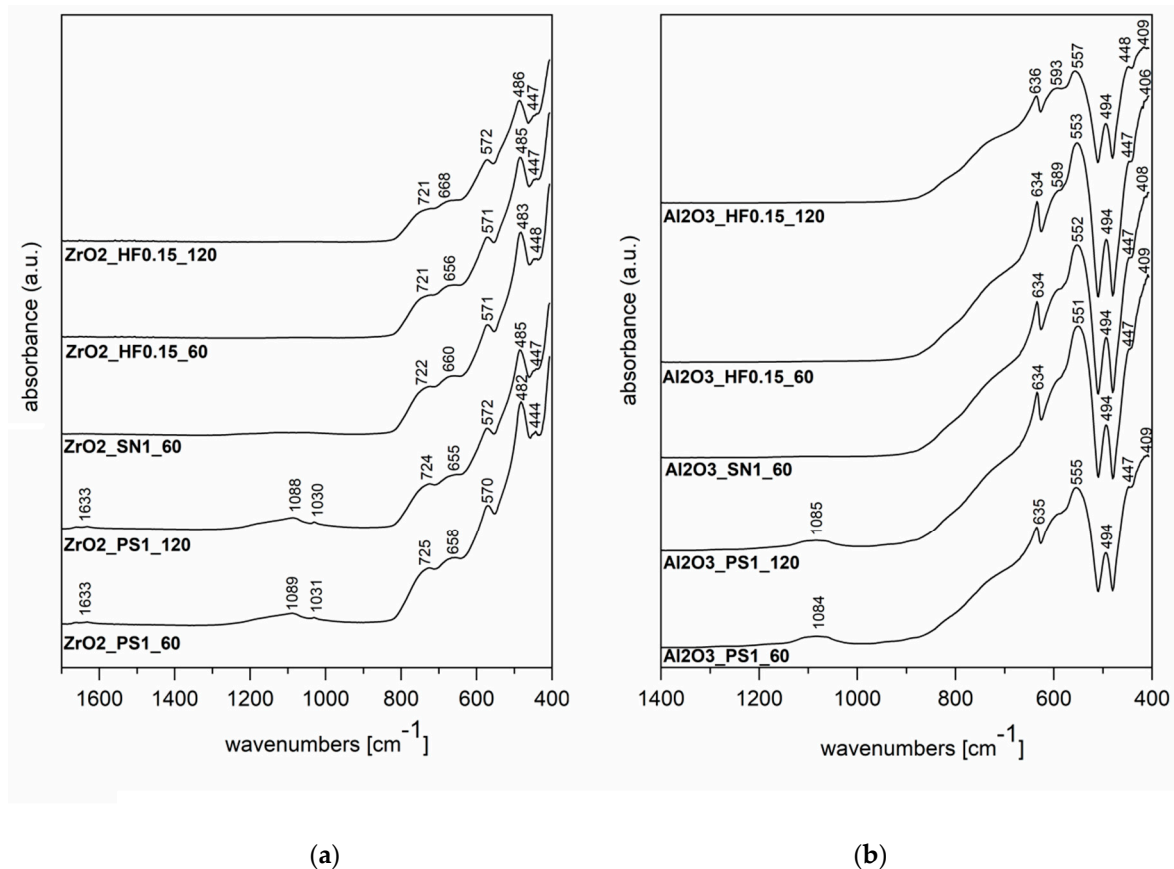 absorbance (a.u.)
721 668 572 486 447
ZrO2_HF0.15_120
721 656 571 485 447
ZrO2_HF0.15_60
722 660 571 483 448
ZrO2_SN1_60
1633 1088 1030 724 655 572 485 447
ZrO2_PS1_120
1633 1089 1031 725 658 570 482 444
ZrO2_PS1_60
1600 1400 1200 1000 800 600 400
wavenumbers [cm-1]
(a)
absorbance (a.u.)
636 593 557 494 448 409
Al2O3_HF0.15_120
634 589 553 494 447 406
Al2O3_HF0.15_60
634 552 494 447 408
Al2O3_SN1_60
1085 634 551 494 447 409
Al2O3_PS1_120
1084 635 555 494 447 409
Al2O3_PS1_60
1400 1200 1000 800 600 400
wavenumbers [cm-1]
(b)